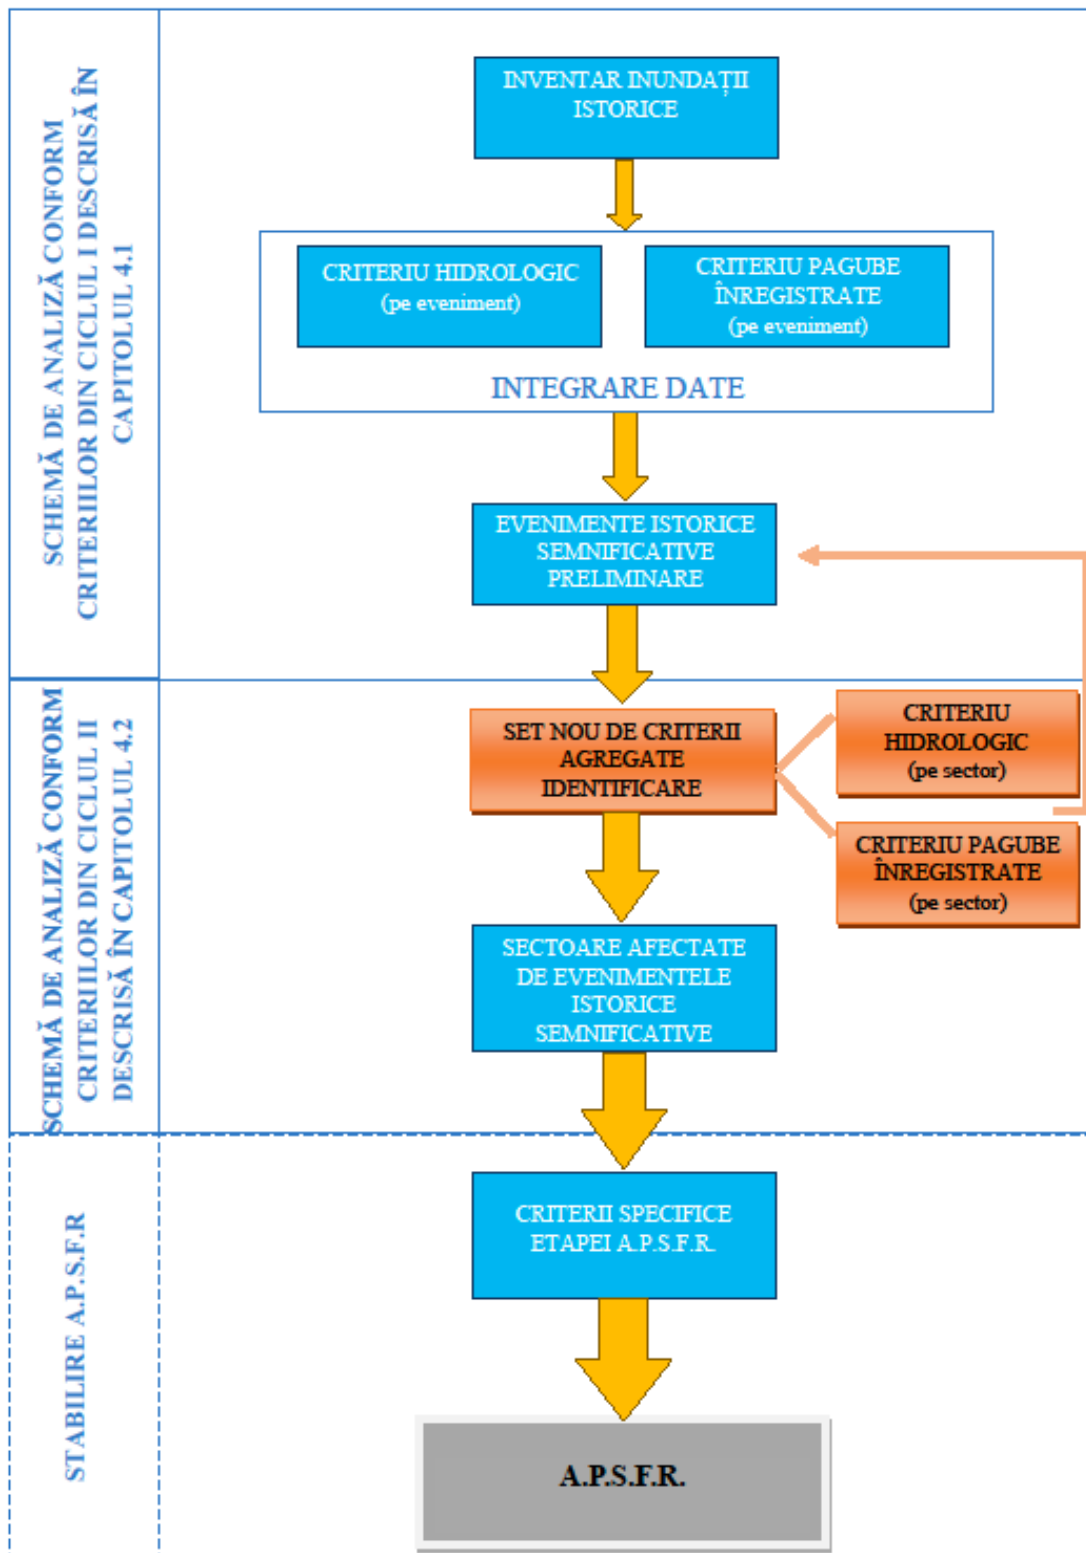 SCHEMĂ DE ANALIZĂ CONFORM
CRITERIILOR DIN CICLUL I DESCRISĂ ÎN
CAPITOLUL 4.1
INVENTAR INUNDAȚII
ISTORICE
CRITERIU HIDROLOGIC
(pe eveniment)
CRITERIU PAGUBE
ÎNREGISTRATE
(pe eveniment)
INTEGRARE DATE
EVENIMENTE ISTORICE
SEMNIFICATIVE
PRELIMINARE
SCHEMĂ DE ANALIZĂ CONFORM
CRITERIILOR DIN CICLUL II
DESCRISĂ ÎN CAPITOLUL 4.2
SET NOU DE CRITERII
AGREGATE
IDENTIFICARE
CRITERIU
HIDROLOGIC
(pe sector)
CRITERIU PAGUBE
ÎNREGISTRATE
(pe sector)
SECTOARE AFECTATE
DE EVENIMENTELE
ISTORICE
SEMNIFICATIVE
STABILIRE A.P.S.F.R
CRITERII SPECIFICE
ETAPEI A.P.S.F.R.
A.P.S.F.R.